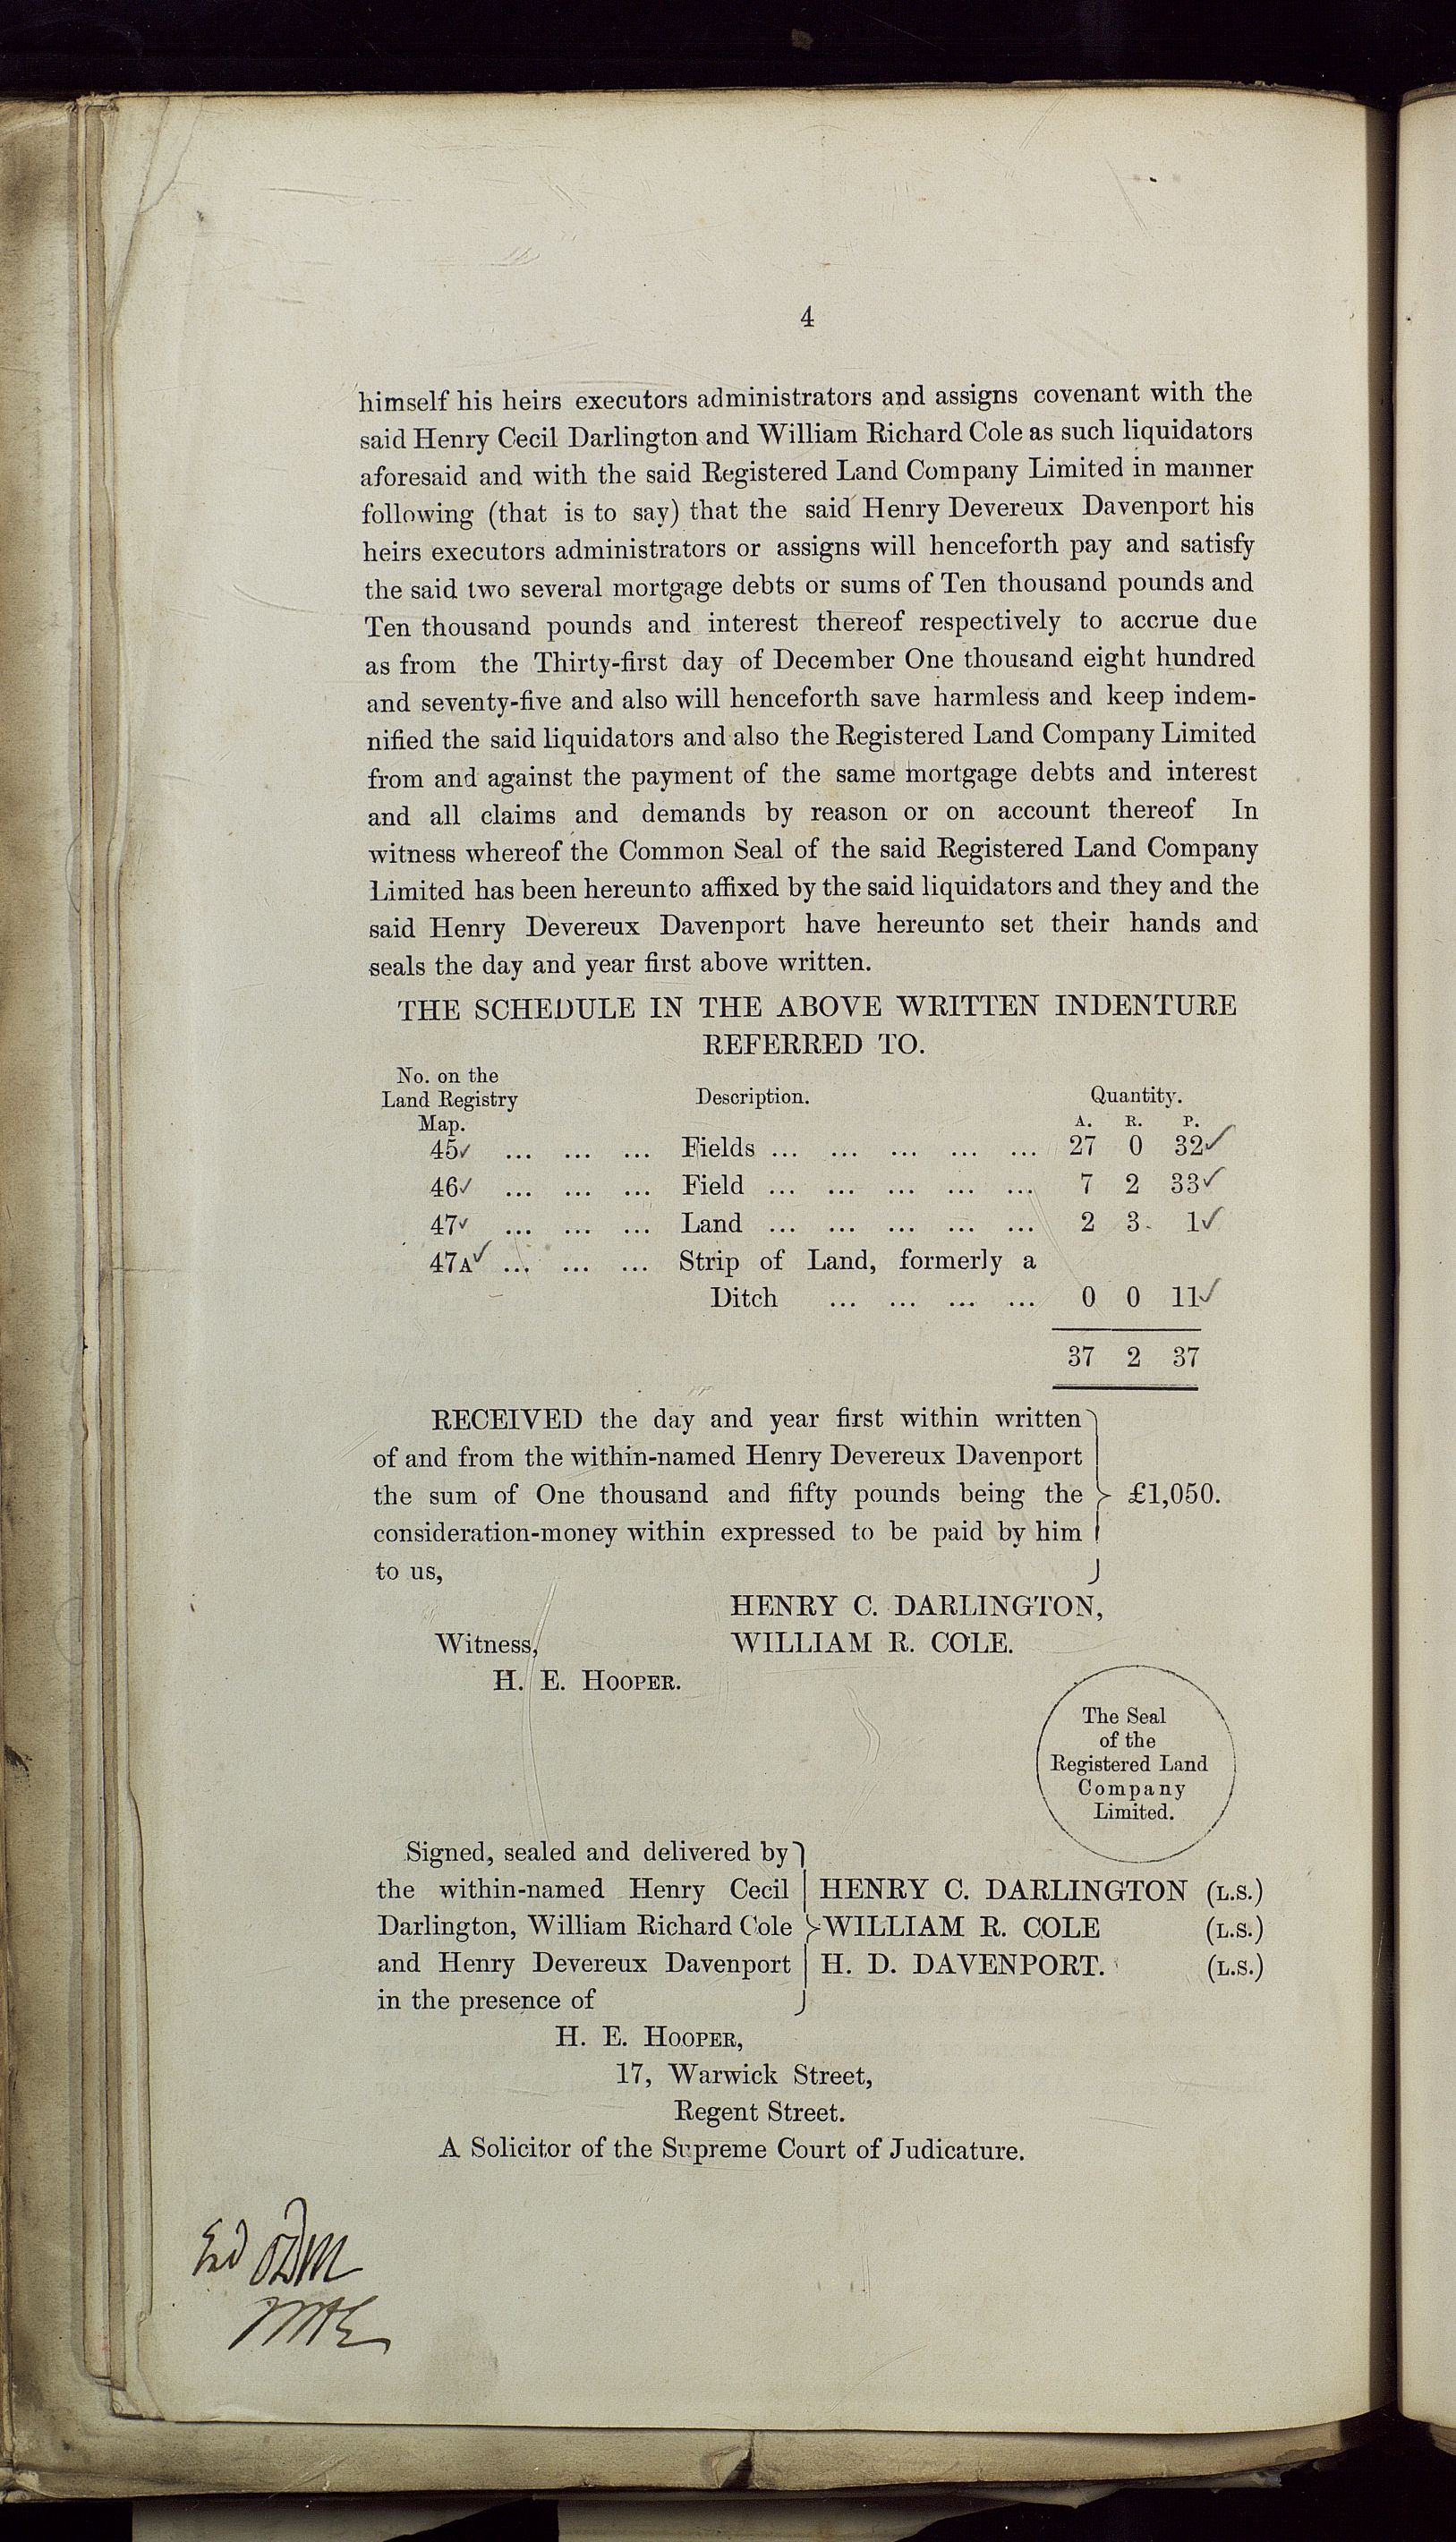 4
himself his heirs executors administrators and assigns covenant with the
said Henry Cecil Darlington and William Richard Cole as such liquidators
aforesaid and with the said Registered Land Company Limited in manner
following (that is to say) that the said Henry Devereux Davenport his
heirs executors administrators or assigns will henceforth pay and satisfy
the said two several mortgage debts or sums of Ten thousand pounds and
Ten thousand pounds and interest thereof respectively to accrue due
as from the Thirty-first day of December One thousand eight hundred
and seventy-five and also will henceforth save harmless and keep indem-
nified the said liquidators and also the Registered Land Company Limited
from and against the payment of the same mortgage debts and interest
and all claims and demands by reason or on account thereof In
witness whereof the Common Seal of the said Registered Land Company
Limited has been hereunto affixed by the said liquidators and they and the
said Henry Devereux Davenport have hereunto set their hands and
seals the day and year first above written.
THE SCHEDULE IN THE ABOVE WRITTEN INDENTURE
REFERRED TO.
No. on the
Land Registry Description. Quantity.
Map. A. R. P.
45✓ ... ... ... Fields ... ... ... ... ... 27 0 32✓
46✓ ... ... ... Field ... ... ... ... ... 7 2 33✓
47✓ ... ... ... Land ... ... ... ... ... 2 3 1✓
47A✓ ... ... ... Strip of Land, formerly a
Ditch ... ... ... ... 0 0 11✓
37 2 37
RECEIVED the day and year first within written
of and from the within-named Henry Devereux Davenport
the sum of One thousand and fifty pounds being the £1,050.
consideration-money within expressed to be paid by him
to us,
HENRY C. DARLINGTON,
Witness, WILLIAM R. COLE.
H. E. HOOPER.
The Seal
of the
Registered Land
Company
Limited.
Signed, sealed and delivered by
the within-named Henry Cecil HENRY C. DARLINGTON (L.S.)
Darlington, William Richard Cole WILLIAM R. COLE (L.S.)
and Henry Devereux Davenport H. D. DAVENPORT. (L.S.)
in the presence of
H. E. HOOPER,
17, Warwick Street,
Regent Street.
A Solicitor of the Supreme Court of Judicature.